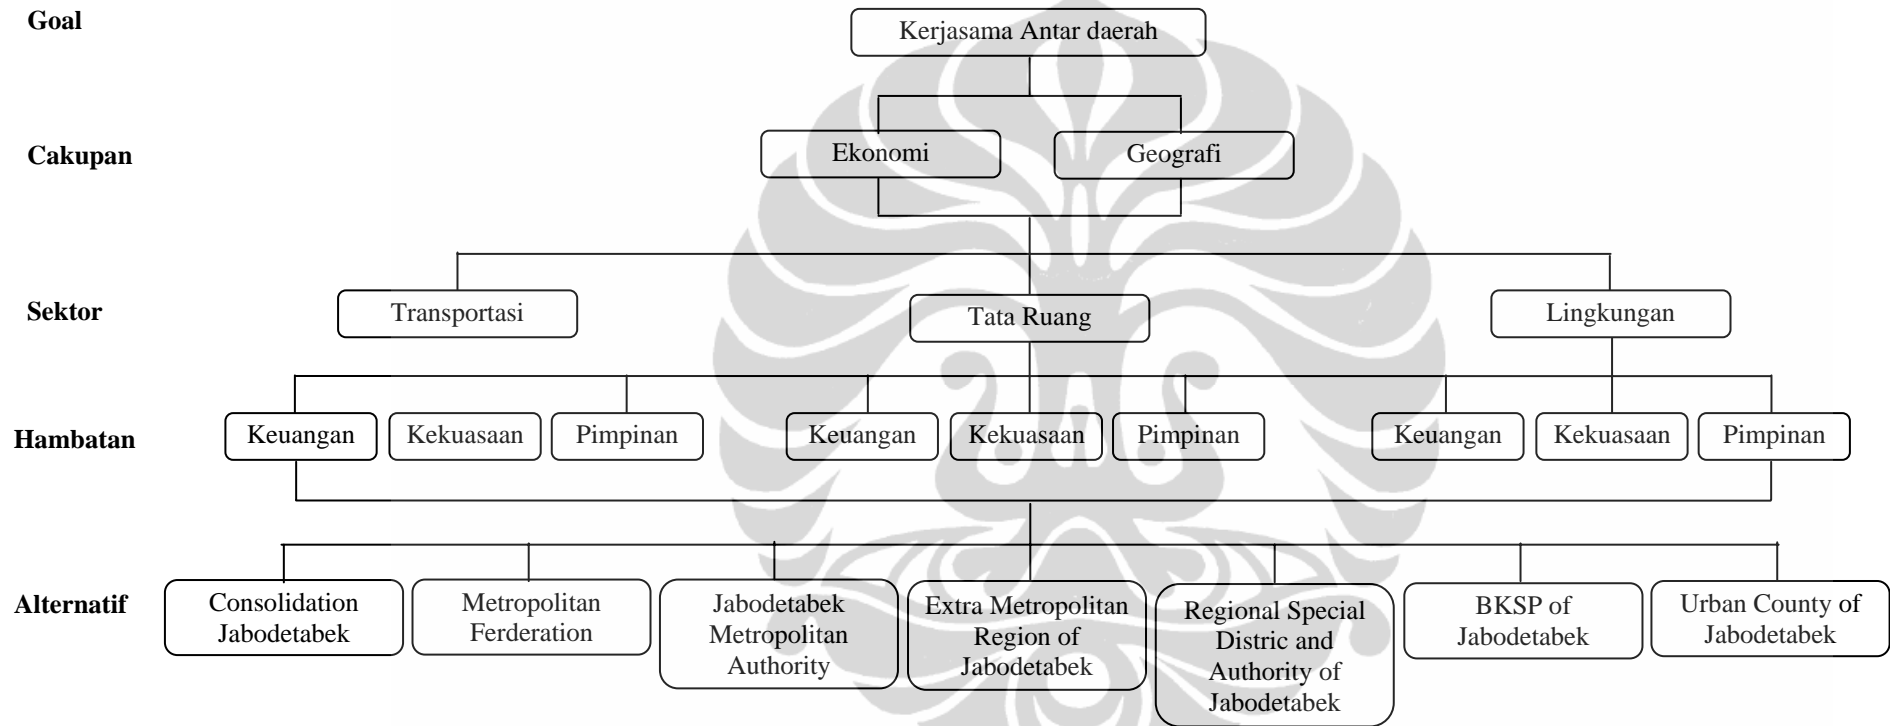 Goal
Kerjasama Antar daerah
Cakupan
Ekonomi
Geografi
Sektor
Transportasi
Tata Ruang
Lingkungan
Hambatan
Keuangan
Kekuasaan
Pimpinan
Keuangan
Kekuasaan
Pimpinan
Keuangan
Kekuasaan
Pimpinan
Alternatif
Consolidation
Jabodetabek
Metropolitan
Ferderation
Jabodetabek
Metropolitan
Authority
Extra Metropolitan
Region of
Jabodetabek
Regional Special
Distric and
Authority of
Jabodetabek
BKSP of
Jabodetabek
Urban County of
Jabodetabek